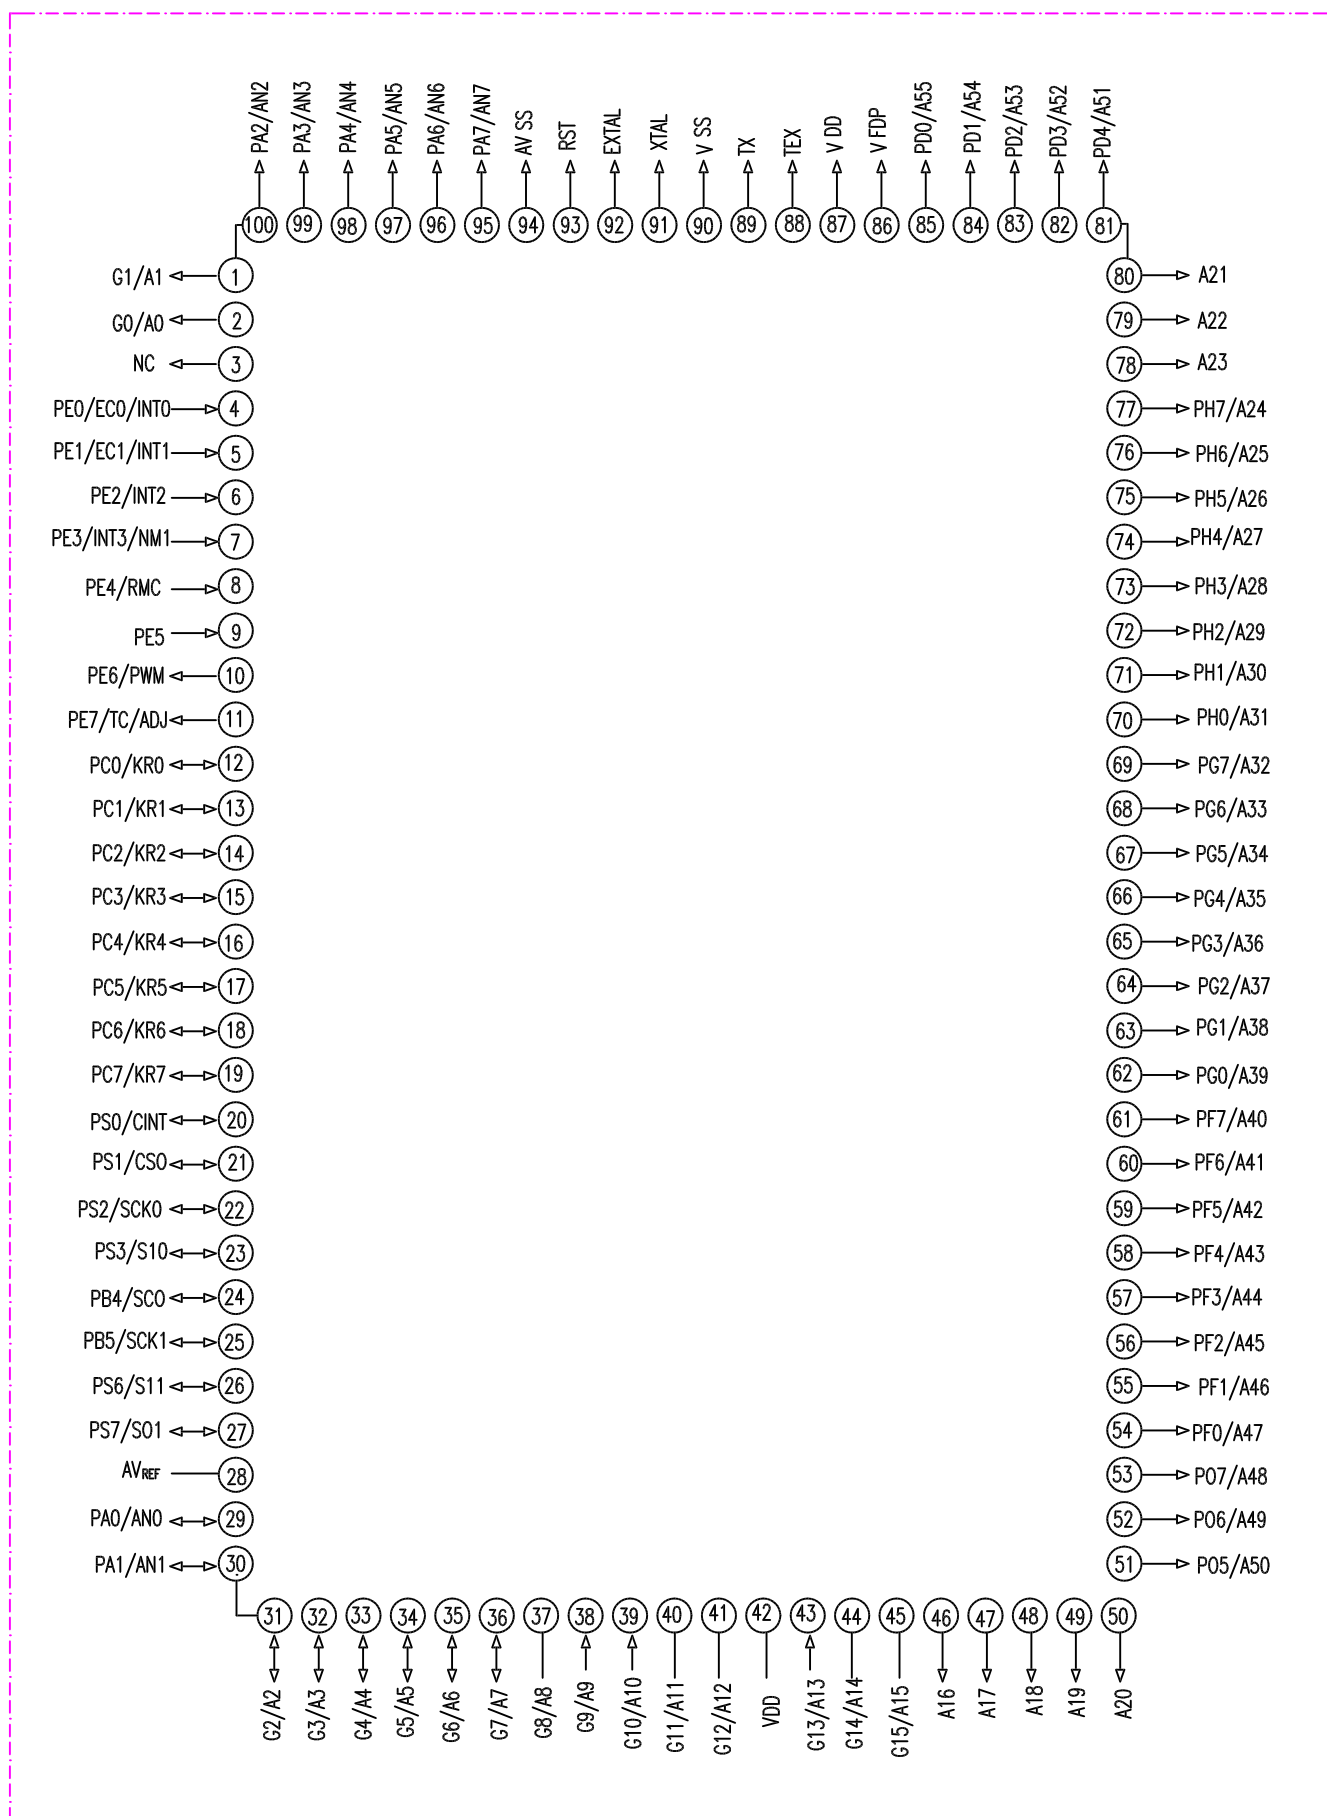 PA2/AN2
PA3/AN3
PA4/AN4
PA5/AN5
PA6/AN6
PA7/AN7
AV SS
RST
EXTAL
XTAL
V SS
TX
TEX
V DD
V FDP
PD0/A55
PD1/A54
PD2/A53
PD3/A52
PD4/A51
100 99 98 97 96 95 94 93 92 91 90 89 88 87 86 85 84 83 82 81
G1/A1 1 80 A21
G0/A0 2 79 A22
NC 3 78 A23
PE0/EC0/INT0 4 77 PH7/A24
PE1/EC1/INT1 5 76 PH6/A25
PE2/INT2 6 75 PH5/A26
PE3/INT3/NM1 7 74 PH4/A27
PE4/RMC 8 73 PH3/A28
PE5 9 72 PH2/A29
PE6/PWM 10 71 PH1/A30
PE7/TC/ADJ 11 70 PH0/A31
PC0/KR0 12 69 PG7/A32
PC1/KR1 13 68 PG6/A33
PC2/KR2 14 67 PG5/A34
PC3/KR3 15 66 PG4/A35
PC4/KR4 16 65 PG3/A36
PC5/KR5 17 64 PG2/A37
PC6/KR6 18 63 PG1/A38
PC7/KR7 19 62 PG0/A39
PS0/CINT 20 61 PF7/A40
PS1/CS0 21 60 PF6/A41
PS2/SCK0 22 59 PF5/A42
PS3/S10 23 58 PF4/A43
PB4/SC0 24 57 PF3/A44
PB5/SCK1 25 56 PF2/A45
PS6/S11 26 55 PF1/A46
PS7/S01 27 54 PF0/A47
AVREF 28 53 P07/A48
PA0/AN0 29 52 P06/A49
PA1/AN1 30 51 P05/A50
31 32 33 34 35 36 37 38 39 40 41 42 43 44 45 46 47 48 49 50
G2/A2
G3/A3
G4/A4
G5/A5
G6/A6
G7/A7
G8/A8
G9/A9
G10/A10
G11/A11
G12/A12
VDD
G13/A13
G14/A14
G15/A15
A16
A17
A18
A19
A20